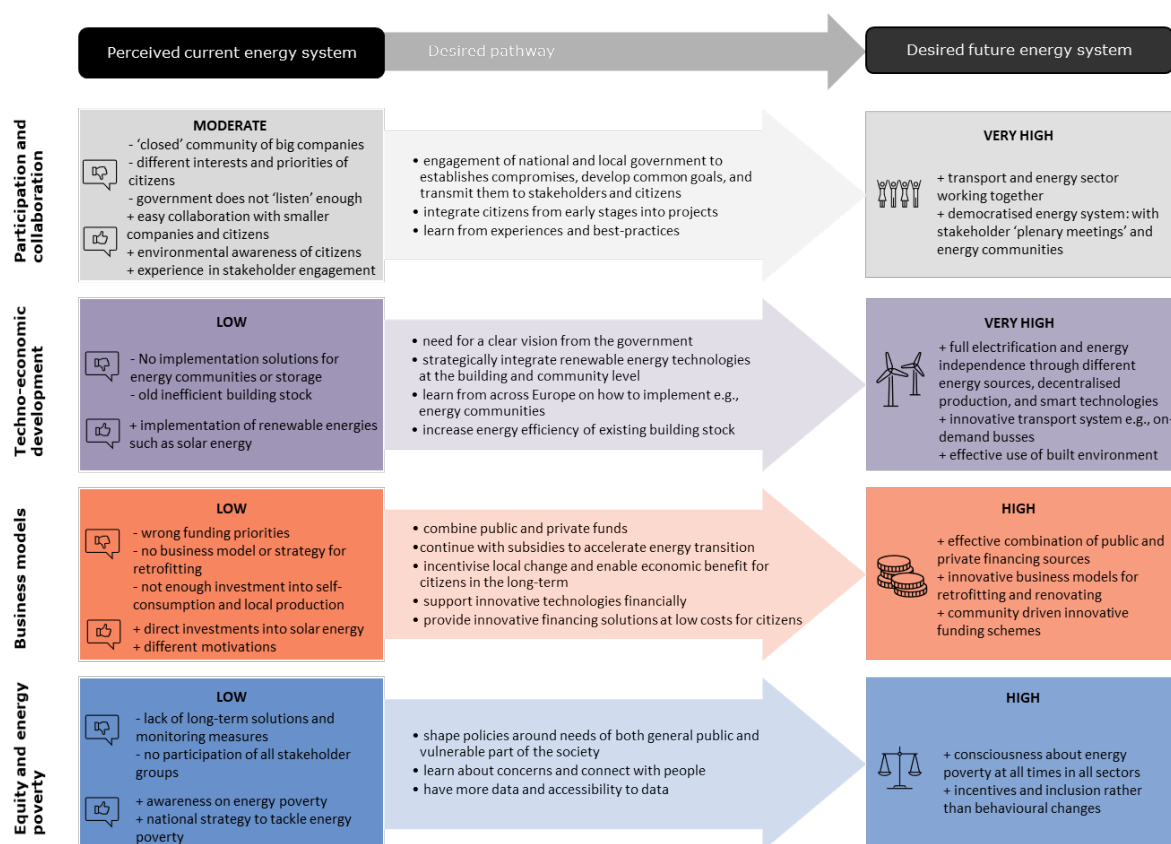 Perceived current energy system
Desired pathway
Desired future energy system
Participation and
collaboration
MODERATE
- ‘closed’ community of big companies
- different interests and priorities of
citizens
- government does not ‘listen’ enough
+ easy collaboration with smaller
companies and citizens
+ environmental awareness of citizens
+ experience in stakeholder engagement
• engagement of national and local government to
establishes compromises, develop common goals, and
transmit them to stakeholders and citizens
• integrate citizens from early stages into projects
• learn from experiences and best-practices
VERY HIGH
+ transport and energy sector
working together
+ democratised energy system: with
stakeholder ‘plenary meetings’ and
energy communities
Techno-economic
development
LOW
- No implementation solutions for
energy communities or storage
- old inefficient building stock
+ implementation of renewable energies
such as solar energy
• need for a clear vision from the government
• strategically integrate renewable energy technologies
at the building and community level
• learn from across Europe on how to implement e.g.,
energy communities
• increase energy efficiency of existing building stock
VERY HIGH
+ full electrification and energy
independence through different
energy sources, decentralised
production, and smart technologies
+ innovative transport system e.g., on-
demand busses
+ effective use of built environment
Business models
LOW
- wrong funding priorities
- no business model or strategy for
retrofitting
- not enough investment into self-
consumption and local production
+ direct investments into solar energy
+ different motivations
• combine public and private funds
• continue with subsidies to accelerate energy transition
• incentivise local change and enable economic benefit for
citizens in the long-term
• support innovative technologies financially
• provide innovative financing solutions at low costs for citizens
HIGH
+ effective combination of public and
private financing sources
+ innovative business models for
retrofitting and renovating
+ community driven innovative
funding schemes
Equity and energy
poverty
LOW
- lack of long-term solutions and
monitoring measures
- no participation of all stakeholder
groups
+ awareness on energy poverty
+ national strategy to tackle energy
poverty
• shape policies around needs of both general public and
vulnerable part of the society
• learn about concerns and connect with people
• have more data and accessibility to data
HIGH
+ consciousness about energy
poverty at all times in all sectors
+ incentives and inclusion rather
than behavioural changes